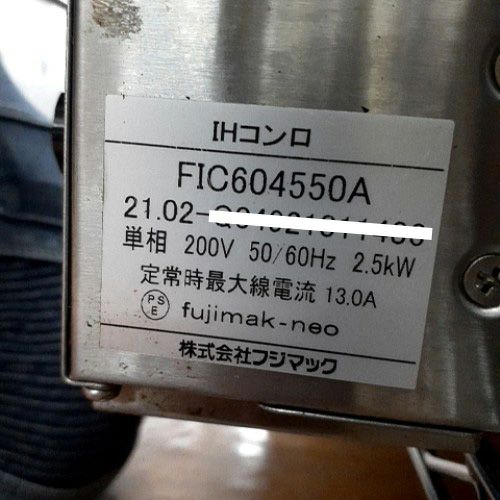 IHコンロ
FIC604550A
21.02-
単相 200V 50/60Hz 2.5kW
定常時最大線電流 13.0A
PS
E
fujimak-neo
株式会社フジマック